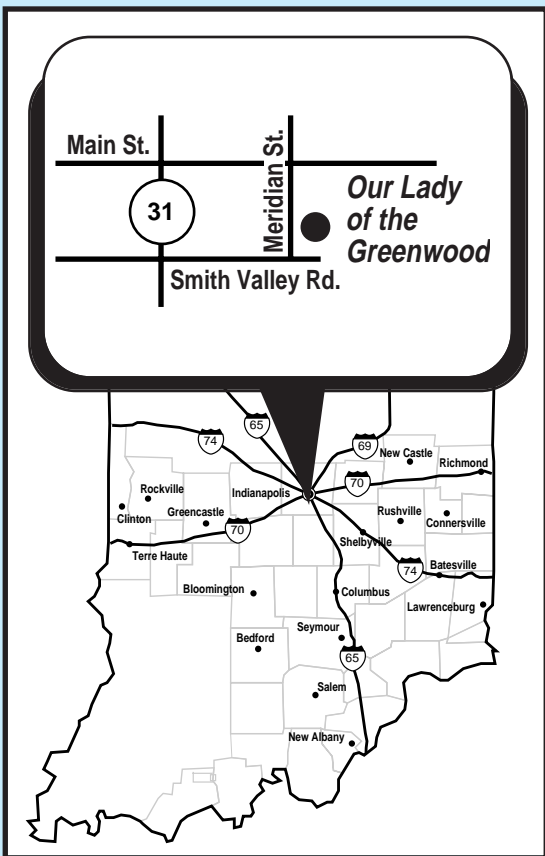 Main St.
Meridian St.
31
Our Lady
of the
Greenwood
Smith Valley Rd.
65
74
69
New Castle
Richmond
Rockville
Indianapolis
70
Clinton
Greencastle
Rushville
Connersville
70
Shelbyville
Terre Haute
74
Batesville
Bloomington
Columbus
Lawrenceburg
Seymour
Bedford
65
Salem
New Albany